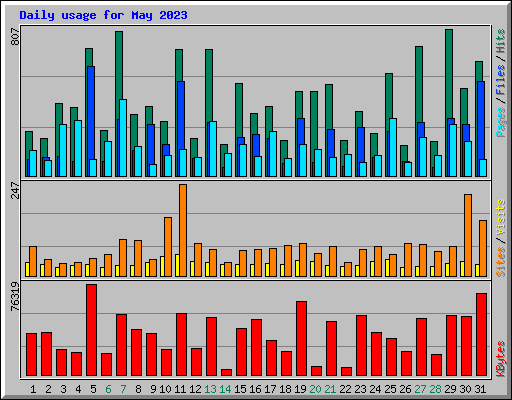 Daily usage for May 2023
807
Pages / Files / Hits
247
Sites / Visits
76319
KBytes
1 2 3 4 5 6 7 8 9 10 11 12 13 14 15 16 17 18 19 20 21 22 23 24 25 26 27 28 29 30 31